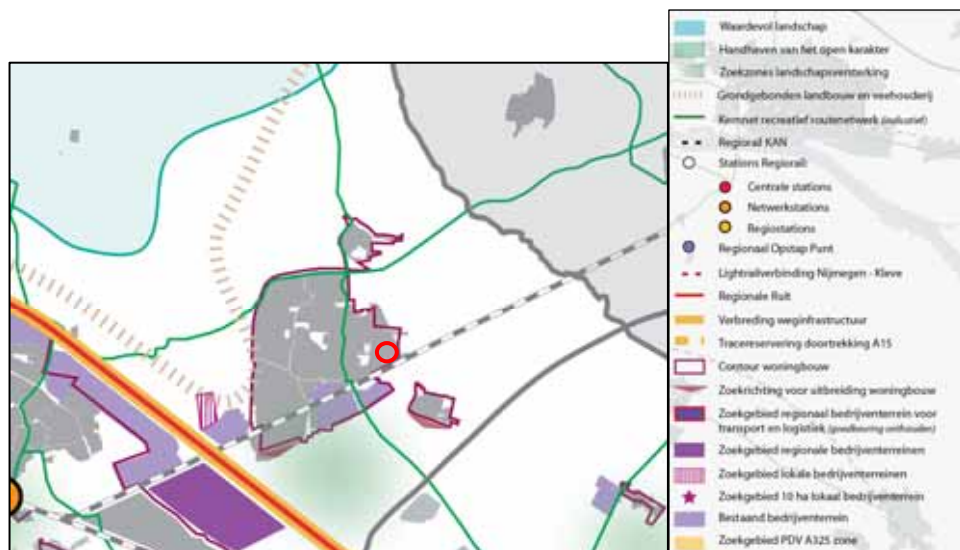 Waardevol landschap
Handhaven van het open karakter
Zoekzones landschapsversterking
Grondgebonden landbouw en veehouderij
Kernnet recreatief routenetwerk (indicatief)
Regiorail KAN
Stations Regiorail:
Centrale stations
Netwerkstations
Regiostations
Regionaal Opstap Punt
Lightrailverbinding Nijmegen - Kleve
Regionale Ruit
Verbreding weginfrastructuur
Tracereservering doortrekking A15
Contour woningbouw
Zoekrichting voor uitbreiding woningbouw
Zoekgebied regionaal bedrijventerrein voor
transport en logistiek (goedkeuring onthouden)
Zoekgebied regionale bedrijventerreinen
Zoekgebied lokale bedrijventerreinen
Zoekgebied 10 ha lokaal bedrijventerrein
Bestaand bedrijventerrein
Zoekgebied PDV A325 zone